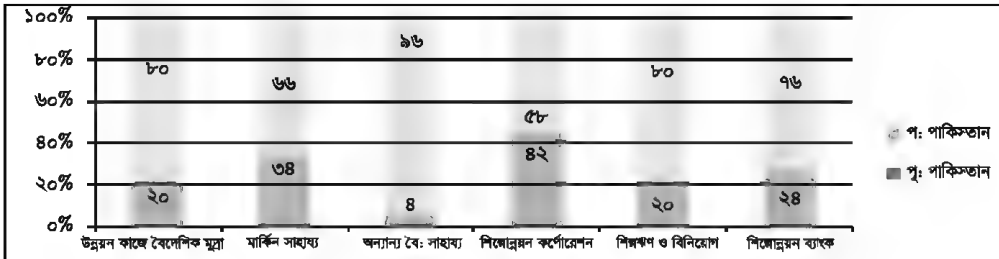 ১০০%
৮০%
৬০%
৪০%
২০%
০%
৮০ ৬৬ ৯৬ ৫৮ ৮০ ৭৬
২০ ৩৪ ৪ ৪২ ২০ ২৪
উন্নয়ন কাজে বৈদেশিক মুদ্রা মার্কিন সাহায্য অন্যান্য বৈ: সাহায্য শিল্পোন্নয়ন কর্পোরেশন শিল্পঋণ ও বিনিয়োগ শিল্পোন্নয়ন ব্যাংক
প: পাকিস্তান
পূ: পাকিস্তান